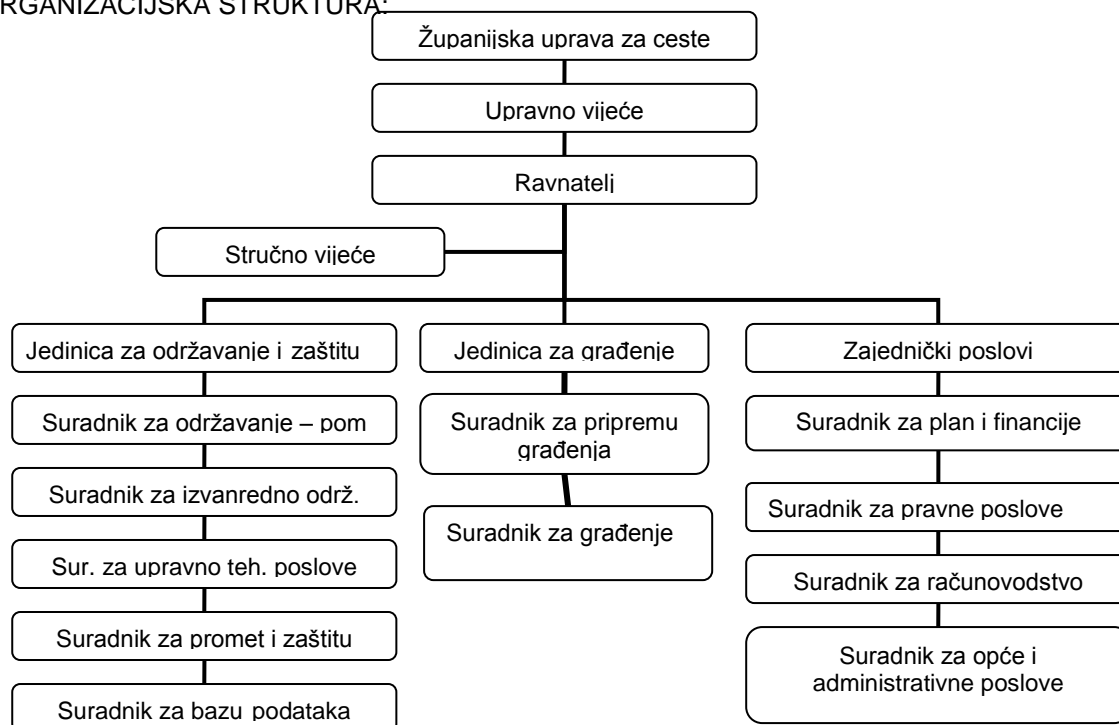 RGANIZACIJSKA STRUKTURA:
Županijska uprava za ceste
Upravno vijeće
Ravnatelj
Stručno vijeće
Jedinica za održavanje i zaštitu
Suradnik za održavanje – pom
Suradnik za izvanredno održ.
Sur. za upravno teh. poslove
Suradnik za promet i zaštitu
Suradnik za bazu podataka
Jedinica za građenje
Suradnik za pripremu
građenja
Suradnik za građenje
Zajednički poslovi
Suradnik za plan i financije
Suradnik za pravne poslove
Suradnik za računovodstvo
Suradnik za opće i
administrativne poslove